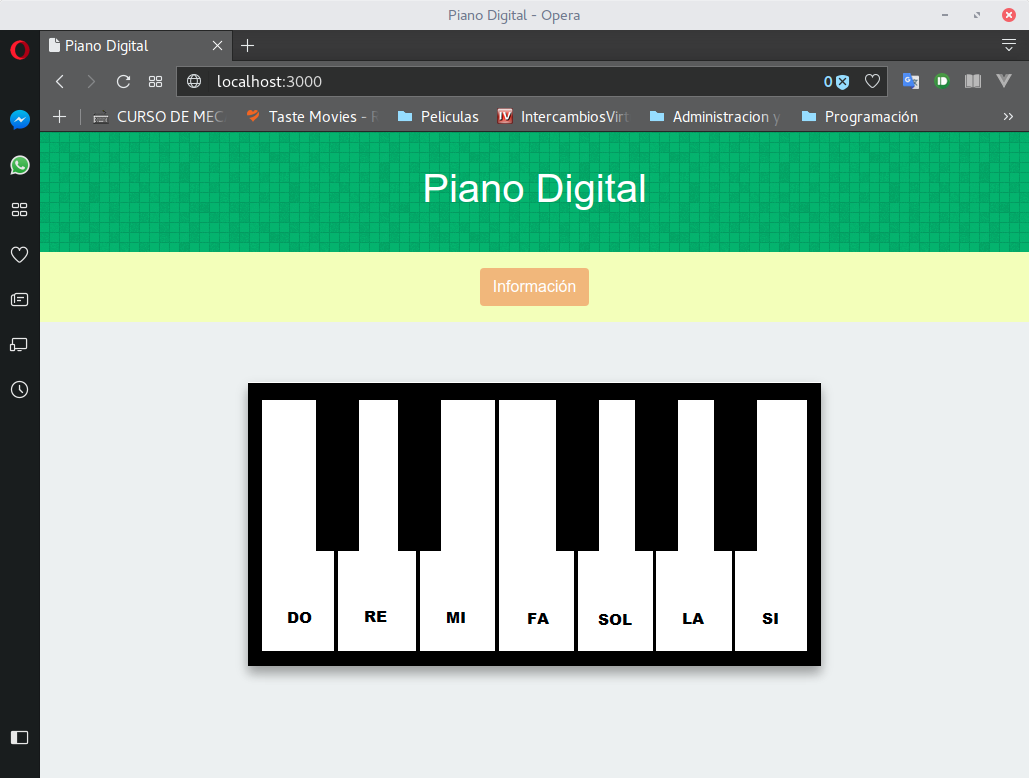 Piano Digital - Opera
Piano Digital
localhost:3000
0
CURSO DE MEC
Taste Movies - R
Peliculas
IntercambiosVirt
Administracion y
Programación
Piano Digital
Información
DO RE MI FA SOL LA SI